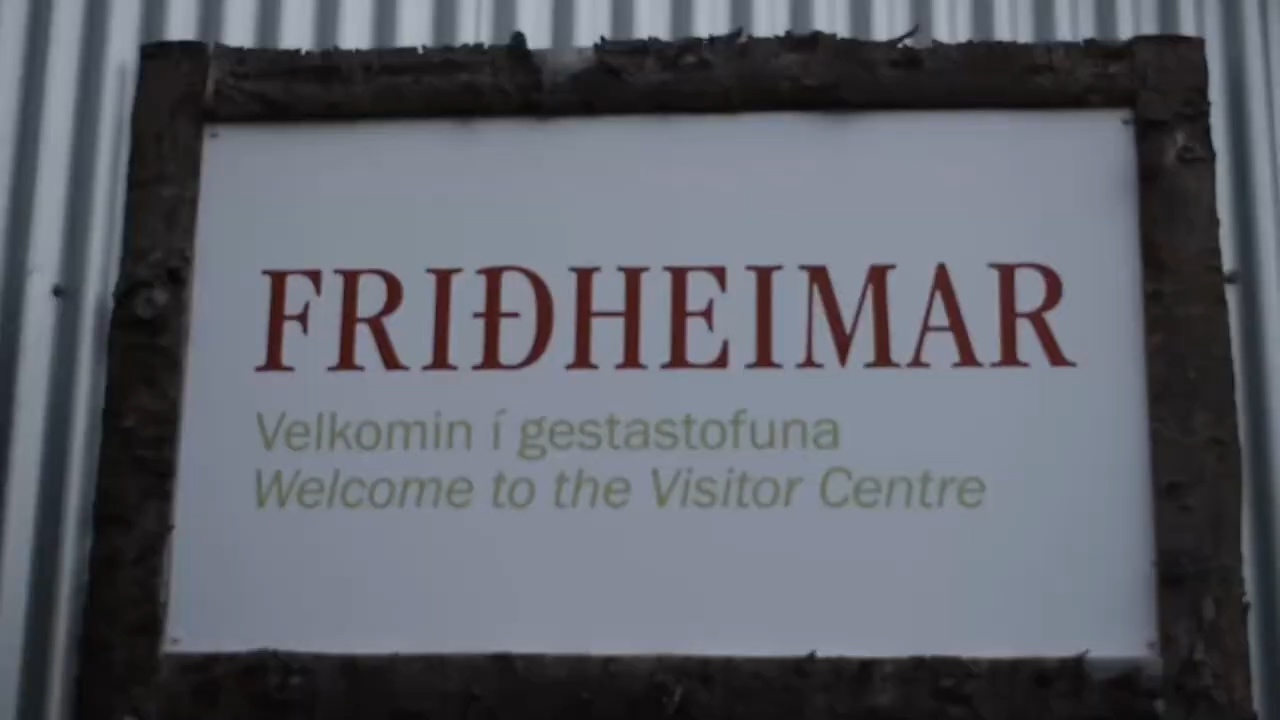 FRIÐHEIMAR
Velkomin í gestastofuna
Welcome to the Visitor Centre